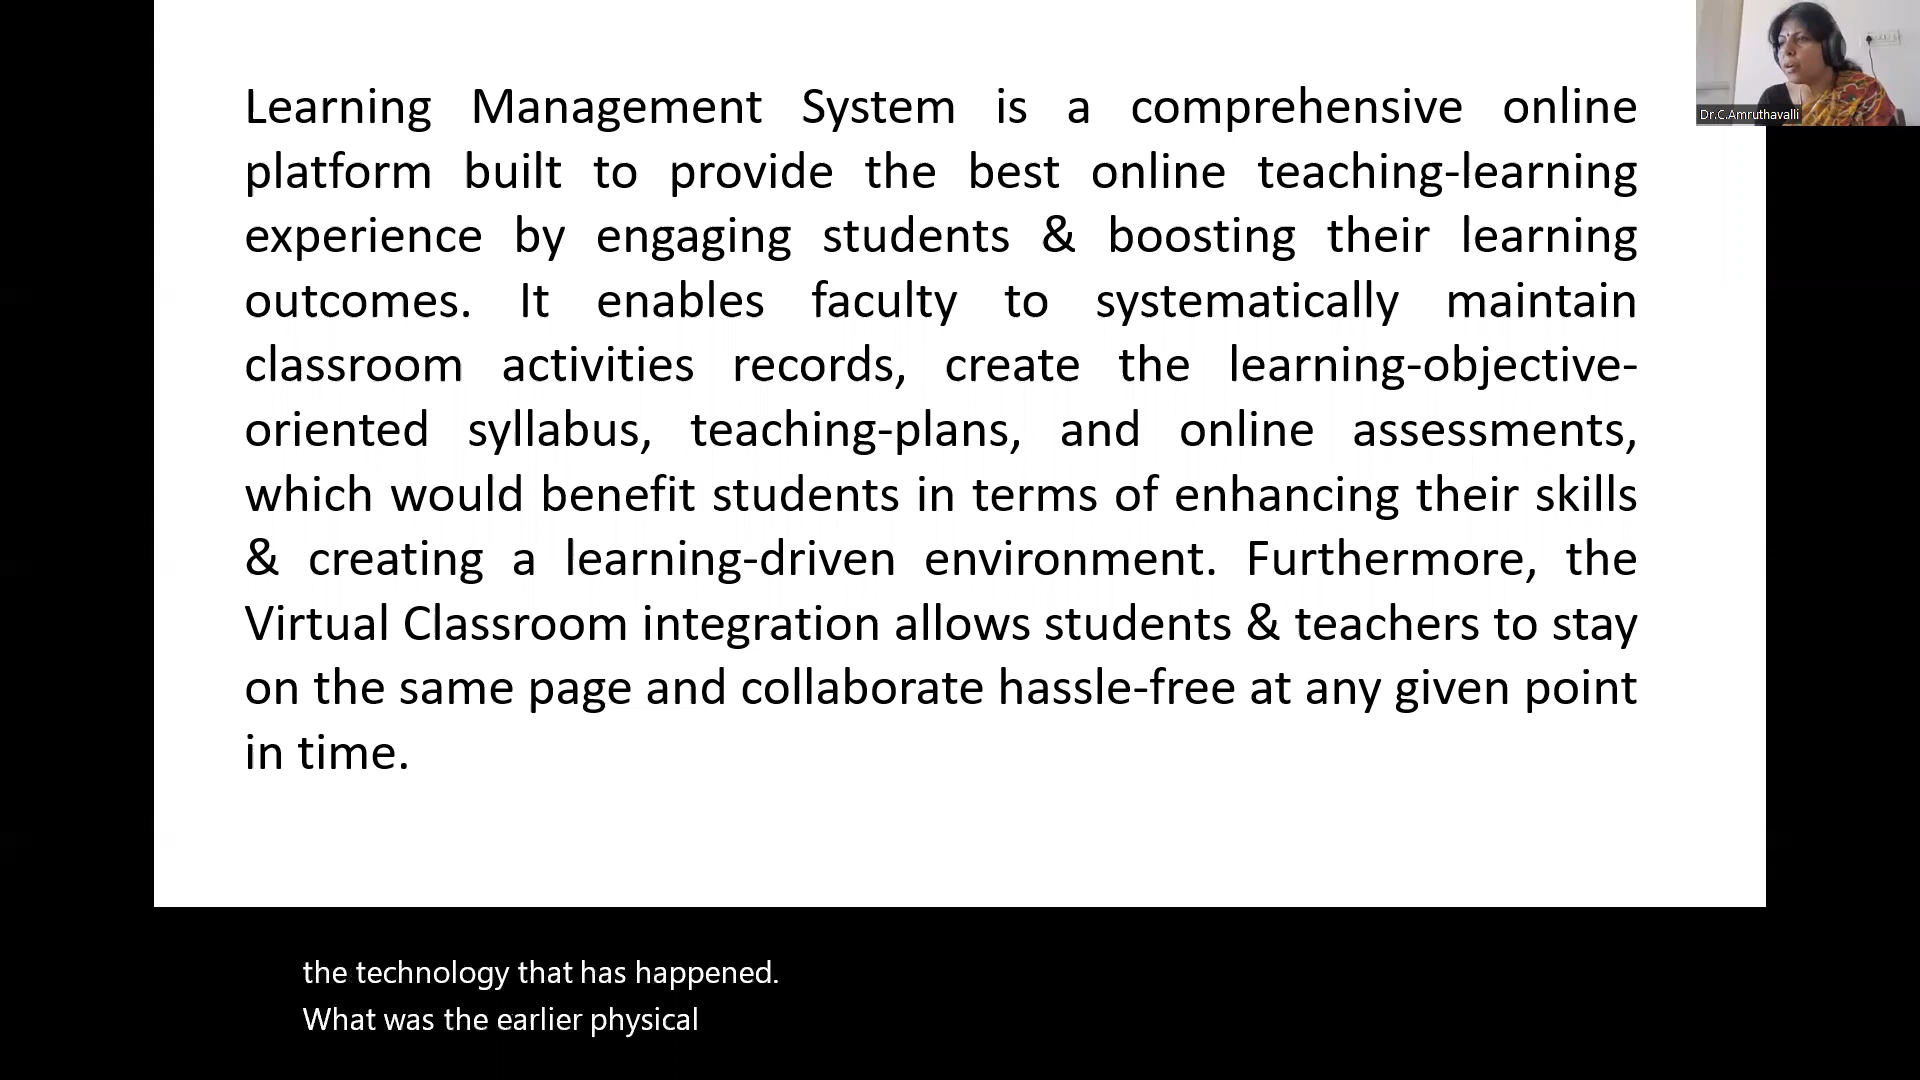 Learning Management System is a comprehensive online
platform built to provide the best online teaching-learning
experience by engaging students & boosting their learning
outcomes. It enables faculty to systematically maintain
classroom activities records, create the learning-objective-
oriented syllabus, teaching-plans, and online assessments,
which would benefit students in terms of enhancing their skills
& creating a learning-driven environment. Furthermore, the
Virtual Classroom integration allows students & teachers to stay
on the same page and collaborate hassle-free at any given point
in time.
Dr.C.Amruthavalli
the technology that has happened.
What was the earlier physical